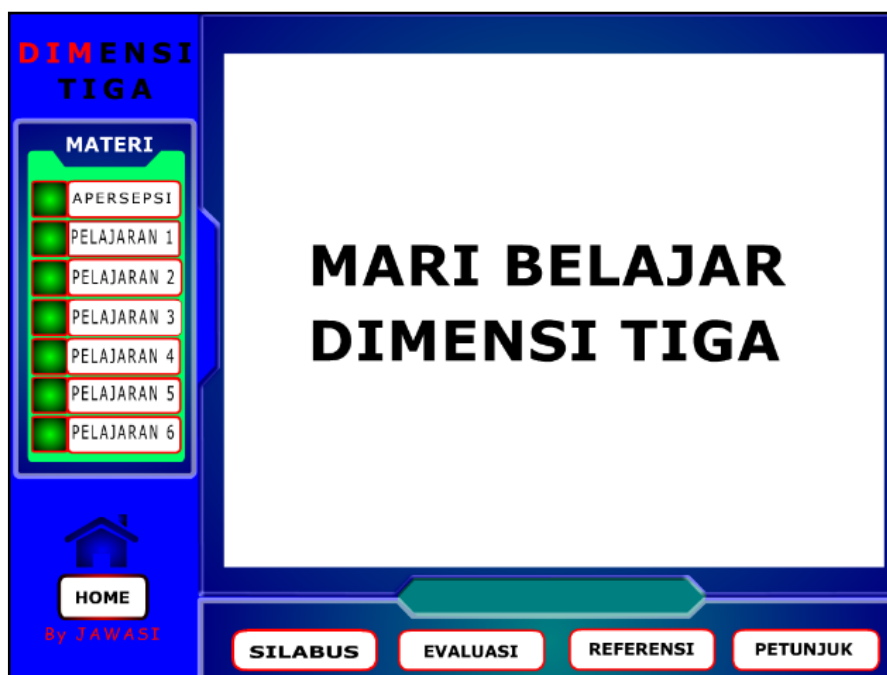 DIMENSI
TIGA
MATERI
APERSEPSI
PELAJARAN 1
PELAJARAN 2
PELAJARAN 3
PELAJARAN 4
PELAJARAN 5
PELAJARAN 6
HOME
By JAWASI
MARI BELAJAR
DIMENSI TIGA
SILABUS
EVALUASI
REFERENSI
PETUNJUK